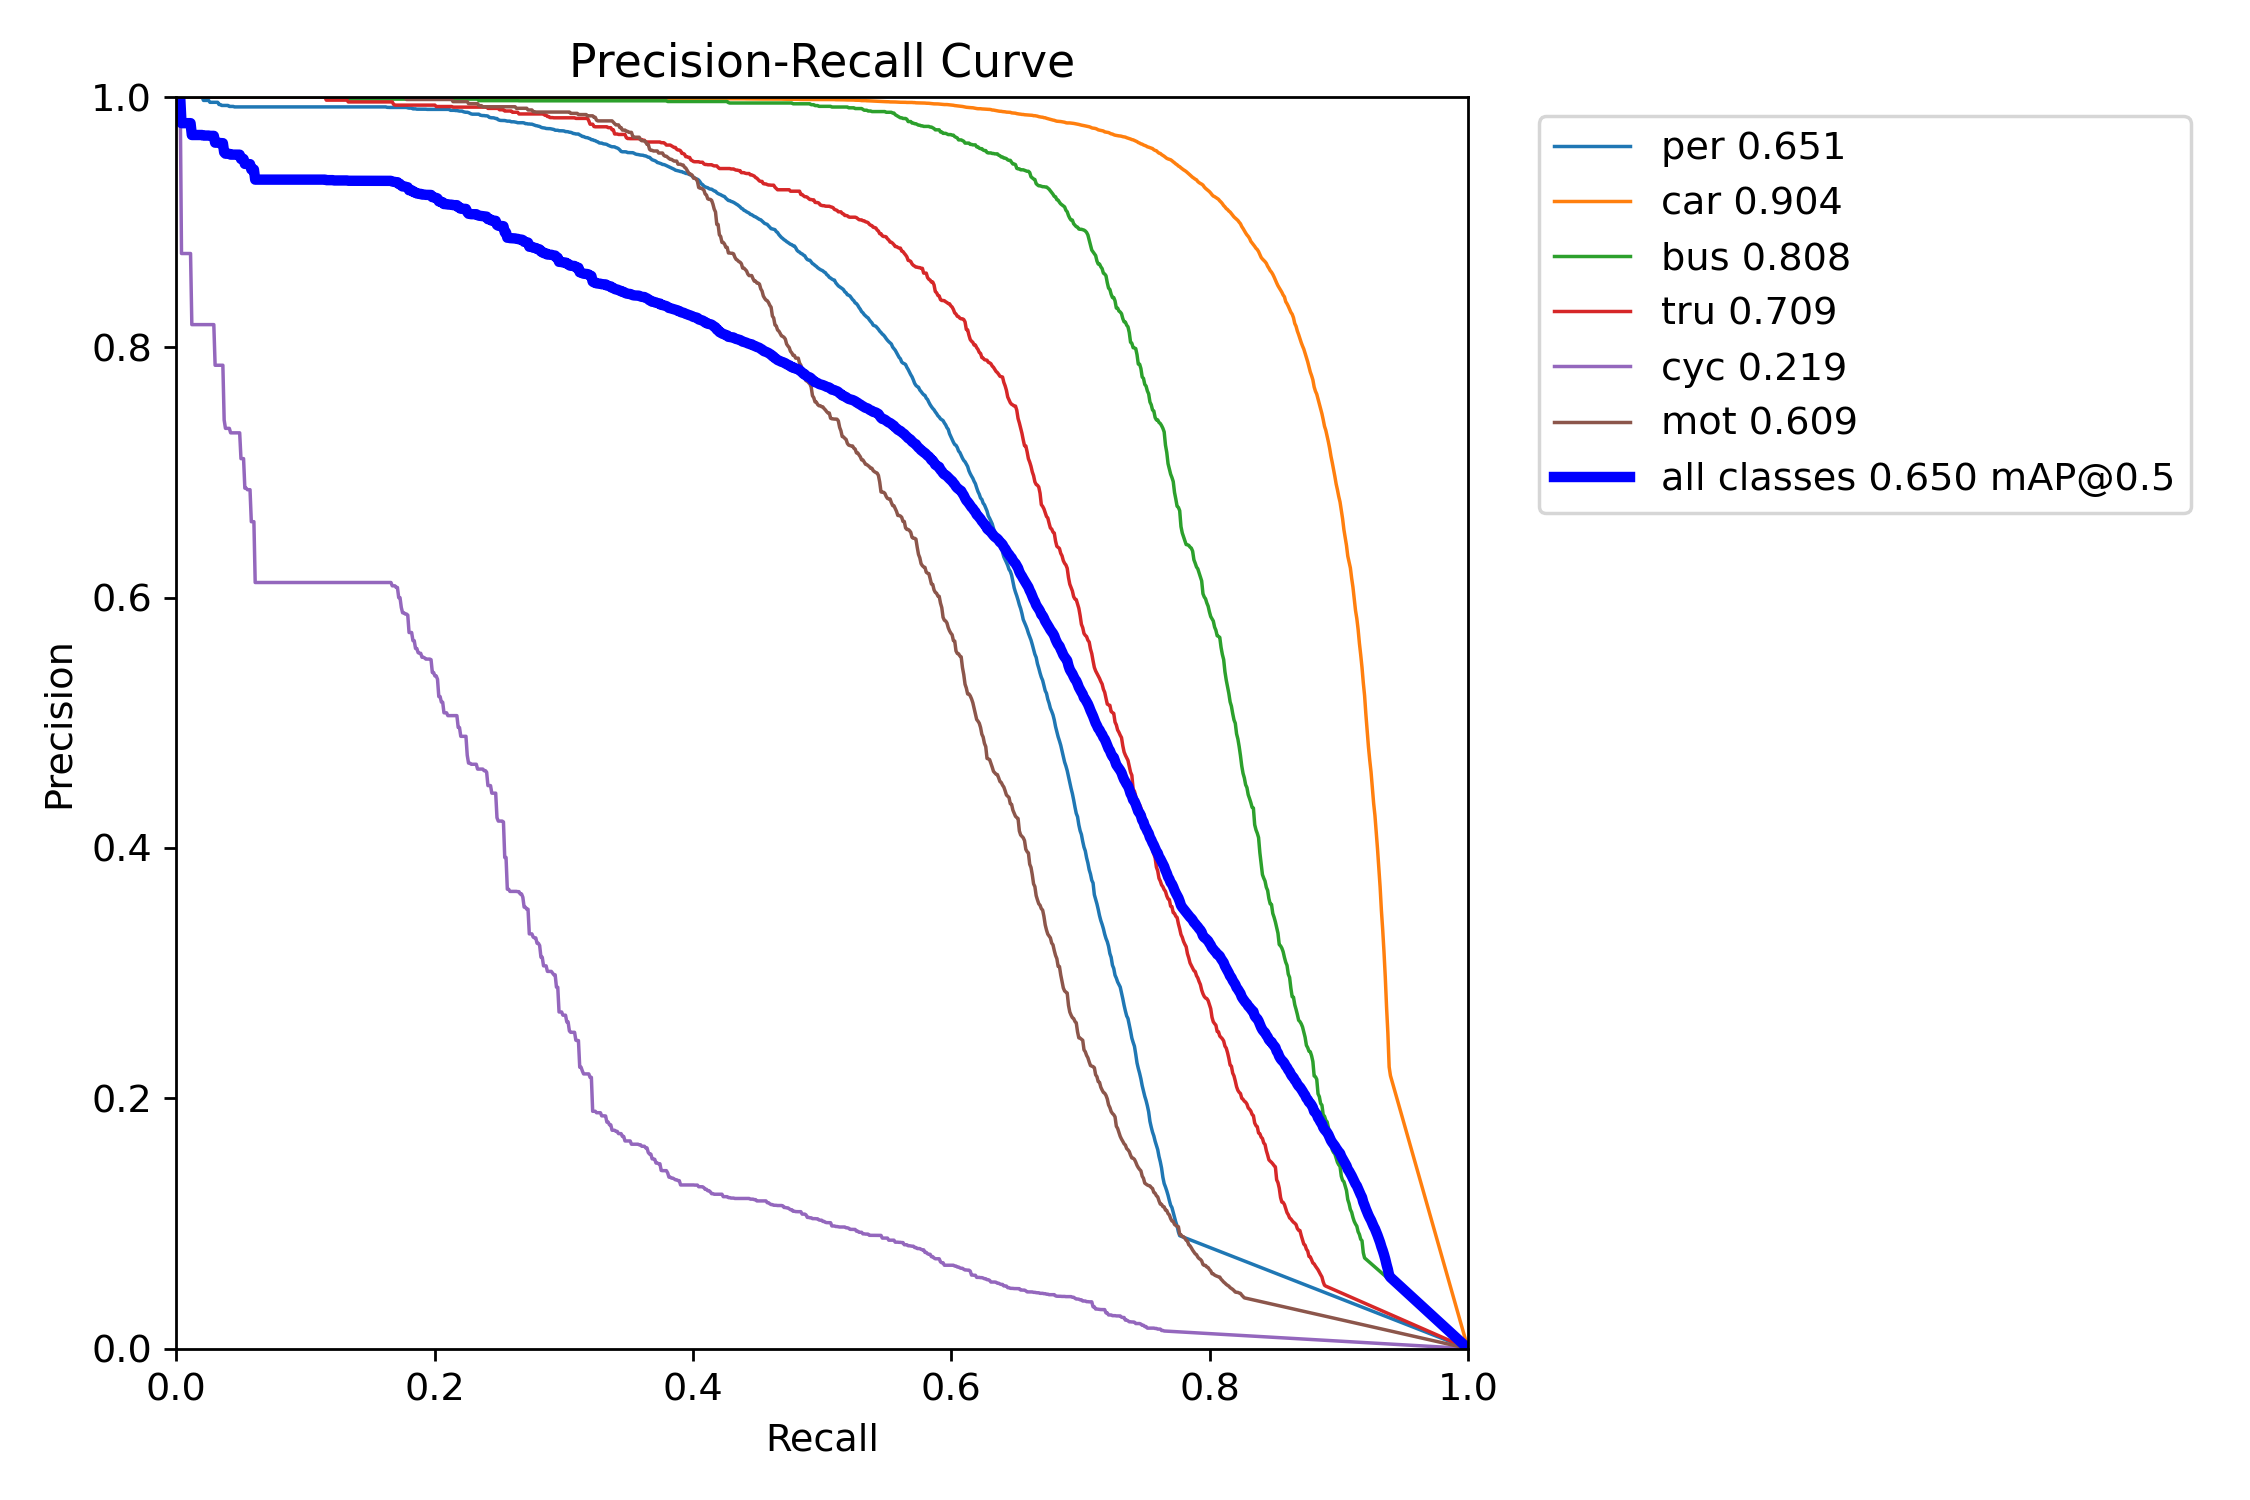 Precision-Recall Curve
1.0
0.8
0.6
0.4
0.2
0.0
Precision
0.0 0.2 0.4 0.6 0.8 1.0
Recall
per 0.651
car 0.904
bus 0.808
tru 0.709
cyc 0.219
mot 0.609
all classes 0.650 mAP@0.5